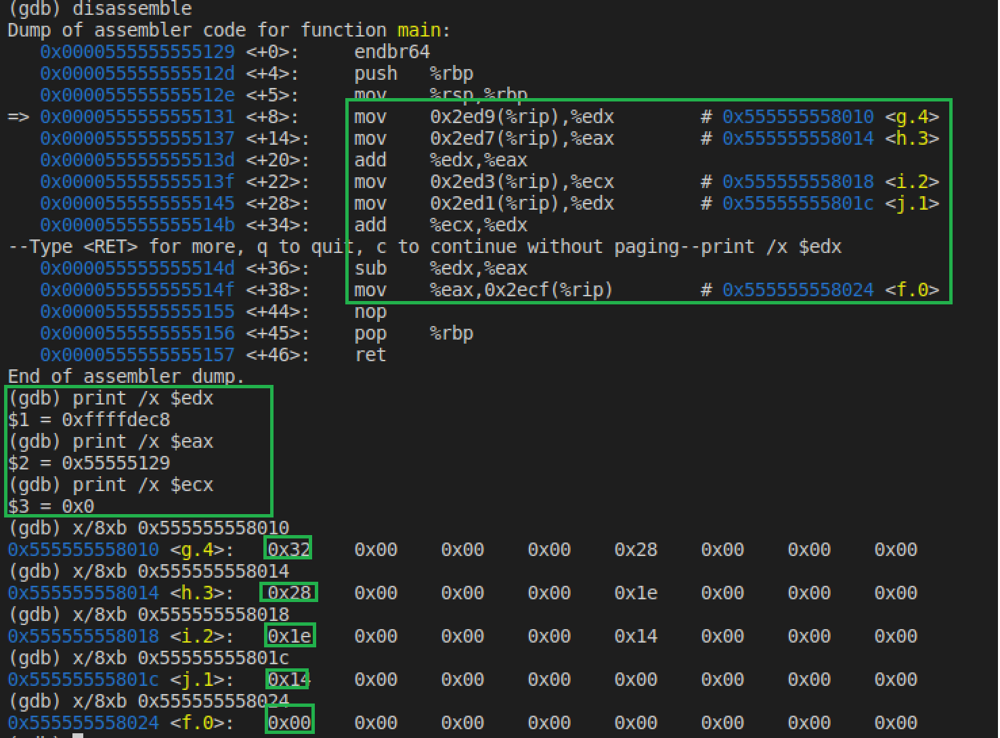 (gdb) disassemble
Dump of assembler code for function main:
   0x0000555555555129 <+0>:     endbr64
   0x000055555555512d <+4>:     push   %rbp
   0x000055555555512e <+5>:     mov    %rsp,%rbp
=> 0x0000555555555131 <+8>:     mov    0x2ed9(%rip),%edx        # 0x555555558010 <g.4>
   0x0000555555555137 <+14>:    mov    0x2ed7(%rip),%eax        # 0x555555558014 <h.3>
   0x000055555555513d <+20>:    add    %edx,%eax
   0x000055555555513f <+22>:    mov    0x2ed3(%rip),%ecx        # 0x555555558018 <i.2>
   0x0000555555555145 <+28>:    mov    0x2ed1(%rip),%edx        # 0x55555555801c <j.1>
   0x000055555555514b <+34>:    add    %ecx,%edx
--Type <RET> for more, q to quit, c to continue without paging--print /x $edx
   0x000055555555514d <+36>:    sub    %edx,%eax
   0x000055555555514f <+38>:    mov    %eax,0x2ecf(%rip)        # 0x555555558024 <f.0>
   0x0000555555555155 <+44>:    nop
   0x0000555555555156 <+45>:    pop    %rbp
   0x0000555555555157 <+46>:    ret
End of assembler dump.
(gdb) print /x $edx
$1 = 0xffffdec8
(gdb) print /x $eax
$2 = 0x55555129
(gdb) print /x $ecx
$3 = 0x0
(gdb) x/8xb 0x555555558010
0x555555558010 <g.4>:   0x32    0x00    0x00    0x00    0x28    0x00    0x00    0x00
(gdb) x/8xb 0x555555558014
0x555555558014 <h.3>:   0x28    0x00    0x00    0x00    0x1e    0x00    0x00    0x00
(gdb) x/8xb 0x555555558018
0x555555558018 <i.2>:   0x1e    0x00    0x00    0x00    0x14    0x00    0x00    0x00
(gdb) x/8xb 0x55555555801c
0x55555555801c <j.1>:   0x14    0x00    0x00    0x00    0x00    0x00    0x00    0x00
(gdb) x/8xb 0x555555558024
0x555555558024 <f.0>:   0x00    0x00    0x00    0x00    0x00    0x00    0x00    0x00